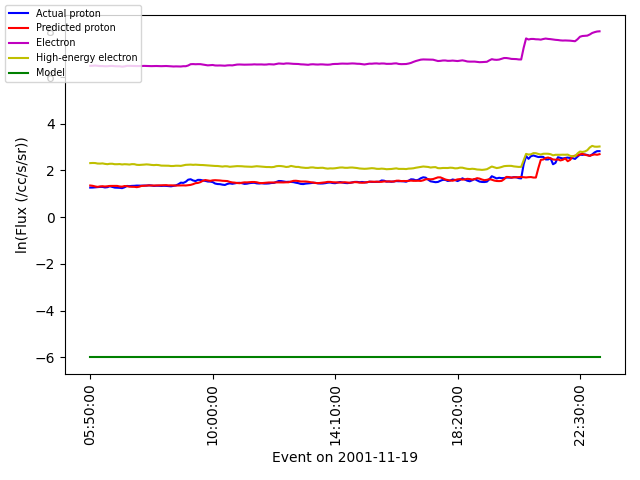 Actual proton
Predicted proton
Electron
High-energy electron
Model
8
6
4
2
0
−2
−4
−6
ln(Flux (/cc/s/sr))
05:50:00
10:00:00
14:10:00
18:20:00
22:30:00
Event on 2001-11-19